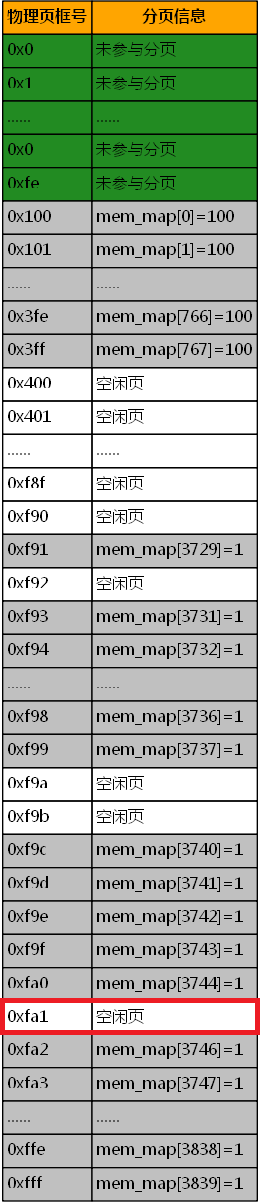 物理页框号 分页信息
0x0 未参与分页
0x1 未参与分页
...... ......
0x0 未参与分页
0xfe 未参与分页
0x100 mem_map[0]=100
0x101 mem_map[1]=100
...... ......
0x3fe mem_map[766]=100
0x3ff mem_map[767]=100
0x400 空闲页
0x401 空闲页
...... ......
0xf8f 空闲页
0xf90 空闲页
0xf91 mem_map[3729]=1
0xf92 空闲页
0xf93 mem_map[3731]=1
0xf94 mem_map[3732]=1
...... ......
0xf98 mem_map[3736]=1
0xf99 mem_map[3737]=1
0xf9a 空闲页
0xf9b 空闲页
0xf9c mem_map[3740]=1
0xf9d mem_map[3741]=1
0xf9e mem_map[3742]=1
0xf9f mem_map[3743]=1
0xfa0 mem_map[3744]=1
0xfa1 空闲页
0xfa2 mem_map[3746]=1
0xfa3 mem_map[3747]=1
...... ......
0xffe mem_map[3838]=1
0xfff mem_map[3839]=1